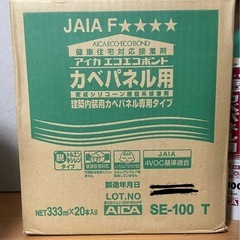 JAIA F★★★★
AICA ECO-ECO BOND
健康住宅対応接着剤
アイカ エコエコボンド
カベパネル用
変成シリコーン樹脂系接着剤
建築内装用カベパネル専用タイプ
JAIA
4VOC基準適合
製造年月日
LOT.NO
NET333ml×20本入り AICA SE-100 T